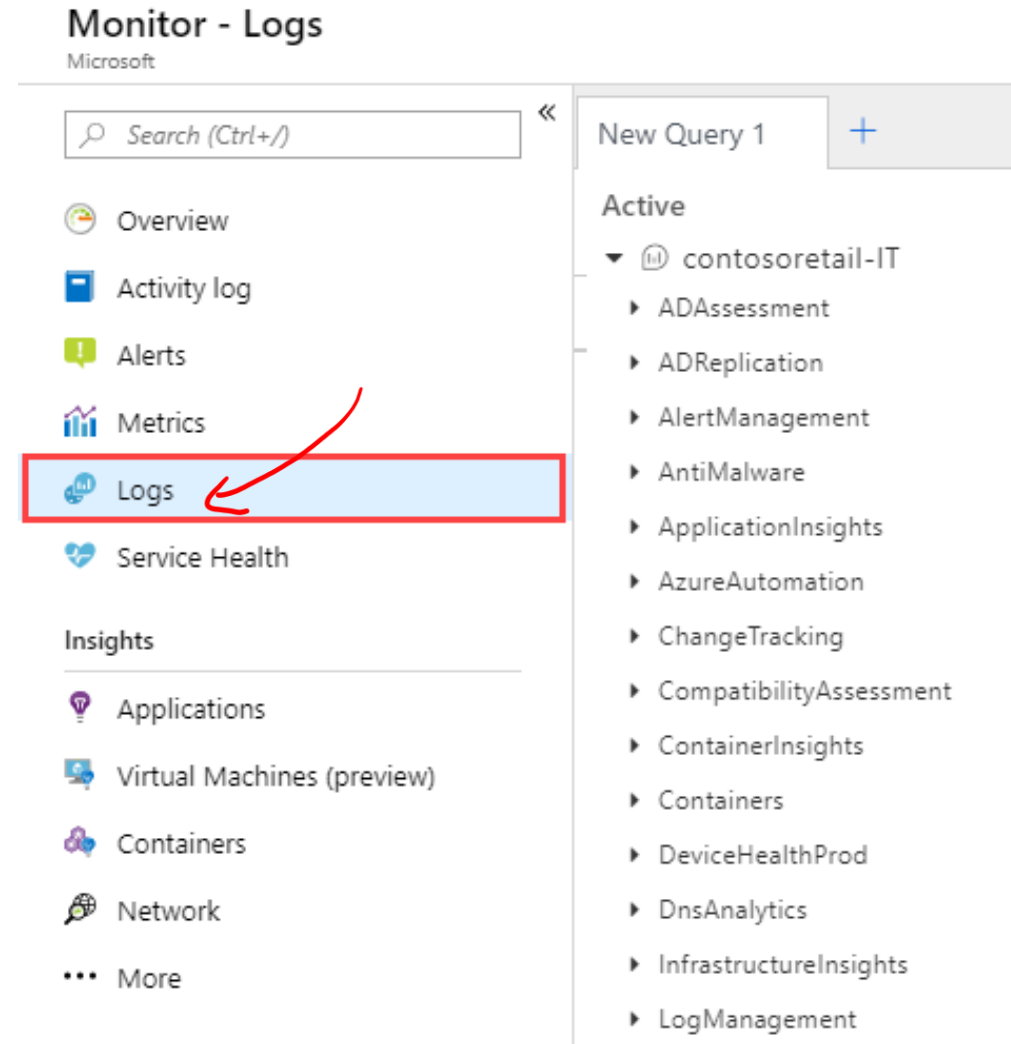 Monitor - Logs
Microsoft
Search (Ctrl+/)
«
Overview
Activity log
Alerts
Metrics
Logs
Service Health
Insights
Applications
Virtual Machines (preview)
Containers
Network
More
New Query 1
+
Active
contosoretail-IT
ADAssessment
ADReplication
AlertManagement
AntiMalware
ApplicationInsights
AzureAutomation
ChangeTracking
CompatibilityAssessment
ContainerInsights
Containers
DeviceHealthProd
DnsAnalytics
InfrastructureInsights
LogManagement